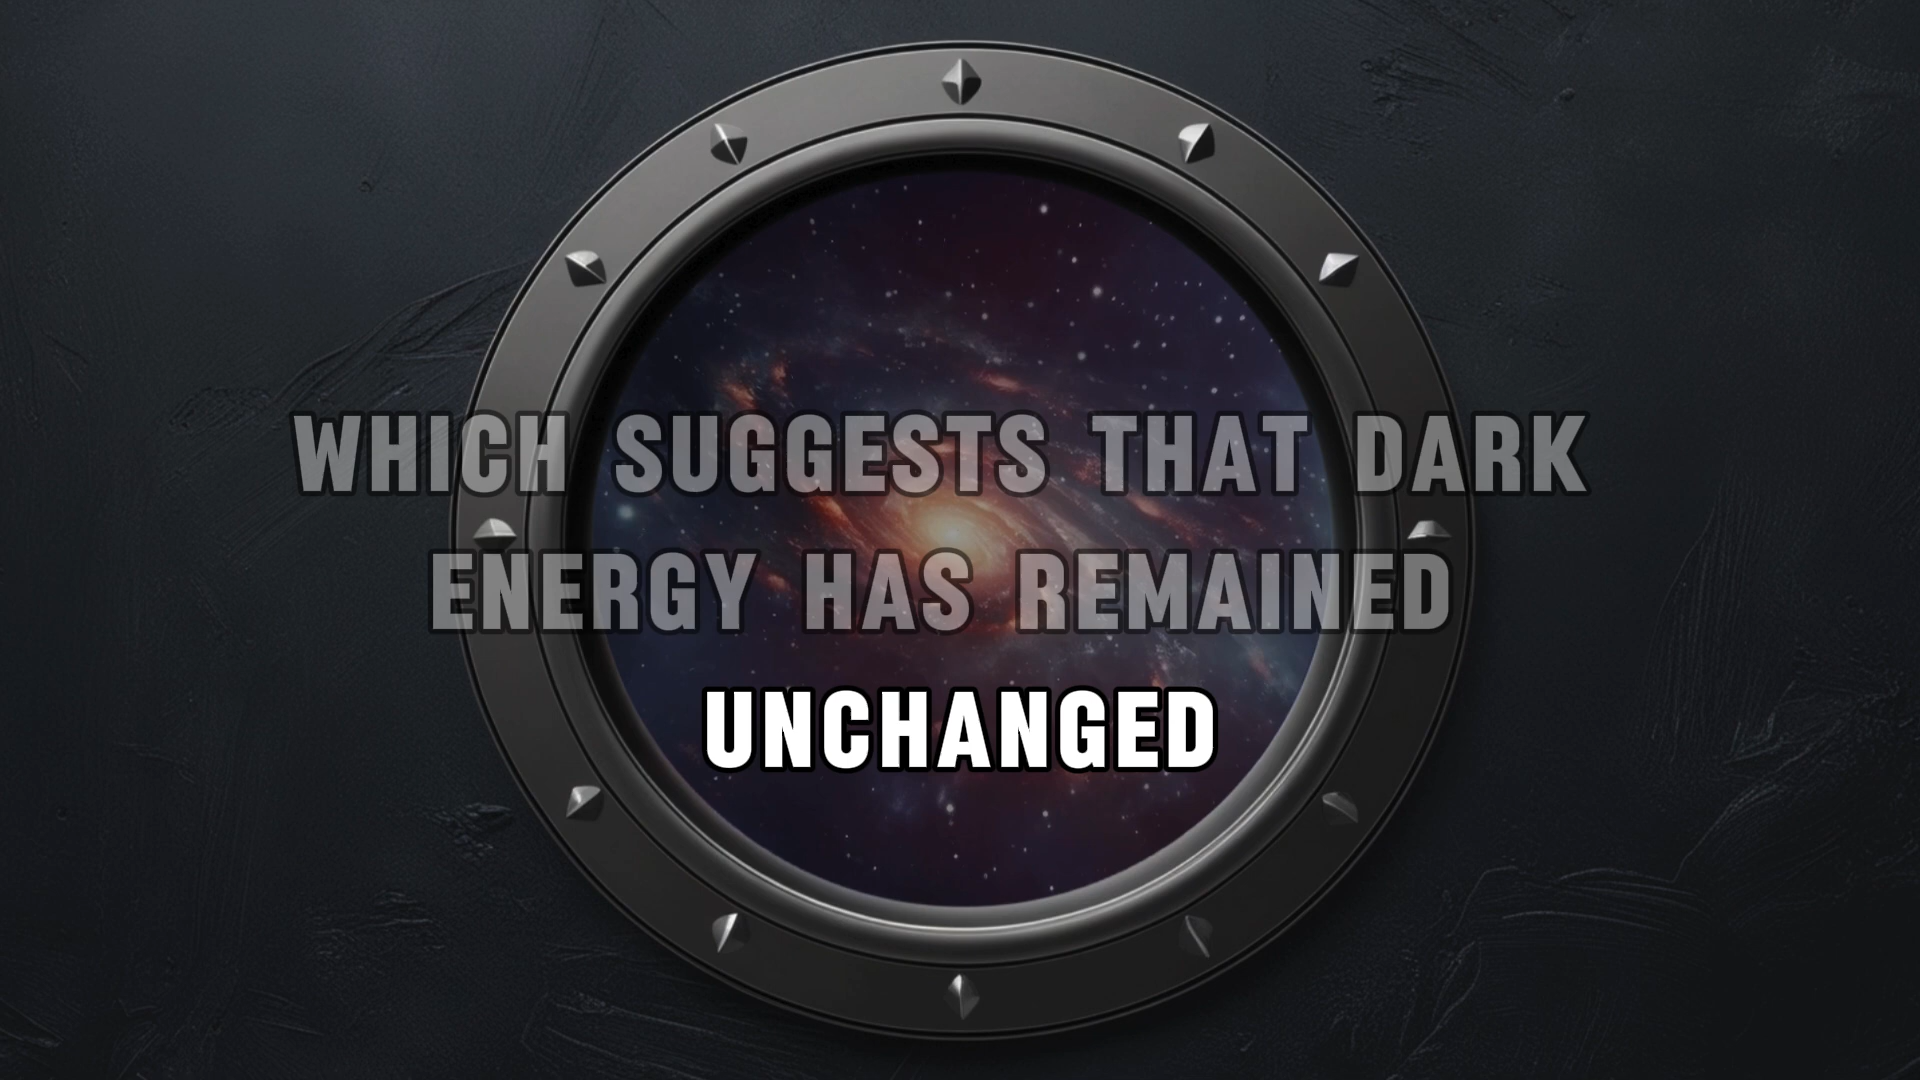 WHICH SUGGESTS THAT DARK
ENERGY HAS REMAINED
UNCHANGED